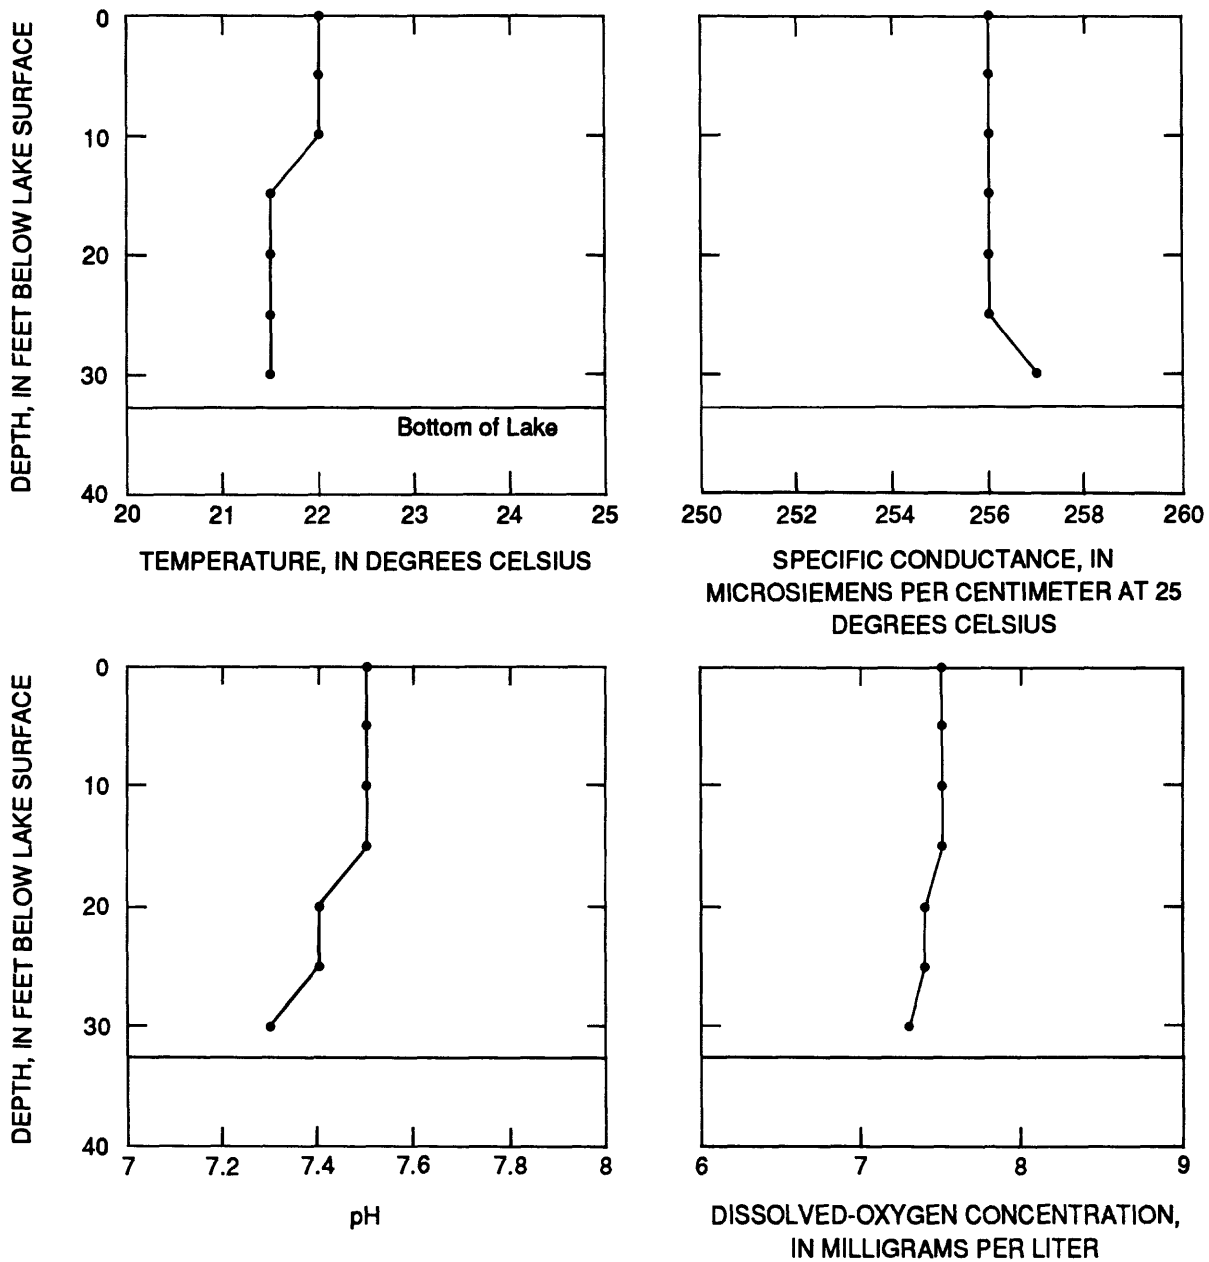 DEPTH, IN FEET BELOW LAKE SURFACE
0
10
20
30
40
Bottom of Lake
20 21 22 23 24 25
TEMPERATURE, IN DEGREES CELSIUS
250 252 254 256 258 260
SPECIFIC CONDUCTANCE, IN
MICROSIEMENS PER CENTIMETER AT 25
DEGREES CELSIUS
DEPTH, IN FEET BELOW LAKE SURFACE
0
10
20
30
40
7 7.2 7.4 7.6 7.8 8
pH
6 7 8 9
DISSOLVED-OXYGEN CONCENTRATION,
IN MILLIGRAMS PER LITER